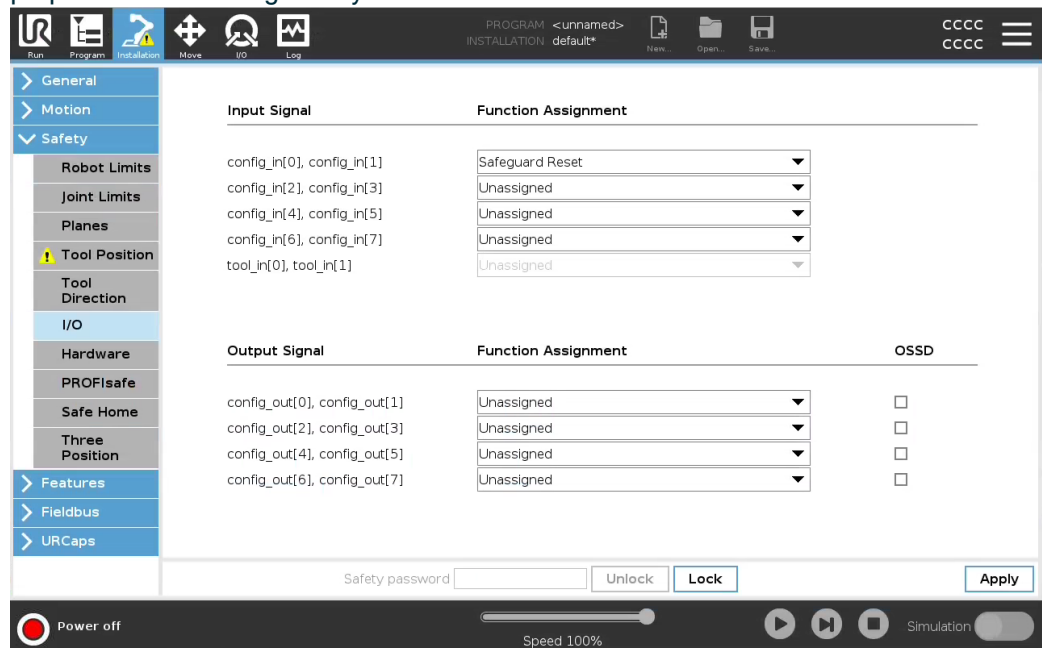 PROGRAM <unnamed>
INSTALLATION default*
New... Open... Save...
CCCC
CCCC
Run Program Installation Move I/O Log
General
Motion
Safety
Robot Limits
Joint Limits
Planes
Tool Position
Tool
Direction
I/O
Hardware
PROFIsafe
Safe Home
Three
Position
Features
Fieldbus
URCaps
Input Signal Function Assignment
config_in[0], config_in[1] Safeguard Reset
config_in[2], config_in[3] Unassigned
config_in[4], config_in[5] Unassigned
config_in[6], config_in[7] Unassigned
tool_in[0], tool_in[1] Unassigned
Output Signal Function Assignment OSSD
config_out[0], config_out[1] Unassigned
config_out[2], config_out[3] Unassigned
config_out[4], config_out[5] Unassigned
config_out[6], config_out[7] Unassigned
Safety password Unlock Lock Apply
Power off Speed 100% Simulation